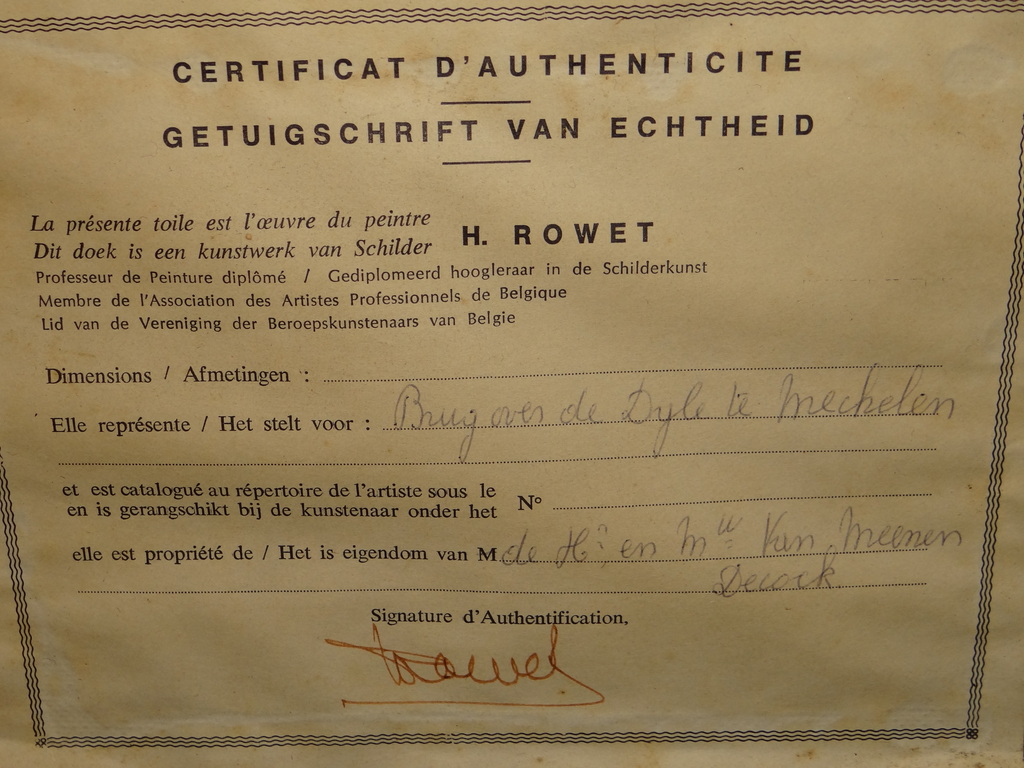 CERTIFICAT D'AUTHENTICITE
GETUIGSCHRIFT VAN ECHTHEID
La présente toile est l'œuvre du peintre
Dit doek is een kunstwerk van Schilder
H. ROWET
Professeur de Peinture diplômé / Gediplomeerd hoogleraar in de Schilderkunst
Membre de l'Association des Artistes Professionnels de Belgique
Lid van de Vereniging der Beroepskunstenaars van Belgie
Dimensions / Afmetingen :
Elle représente / Het stelt voor : Brug over de Dyle te Mechelen
et est catalogué au répertoire de l'artiste sous le
en is gerangschikt bij de kunstenaar onder het
N°
elle est propriété de / Het is eigendom van M de Hr en Mw Van Meenen
Decock
Signature d'Authentification,
HRowet